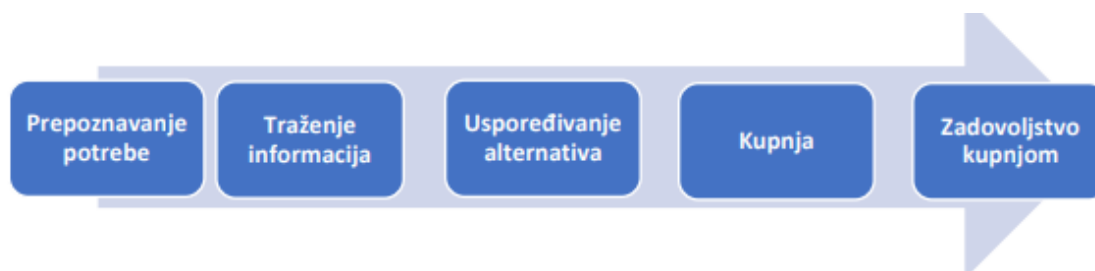 Prepoznavanje
potrebe
Traženje
informacija
Uspoređivanje
alternativa
Kupnja
Zadovoljstvo
kupnjom